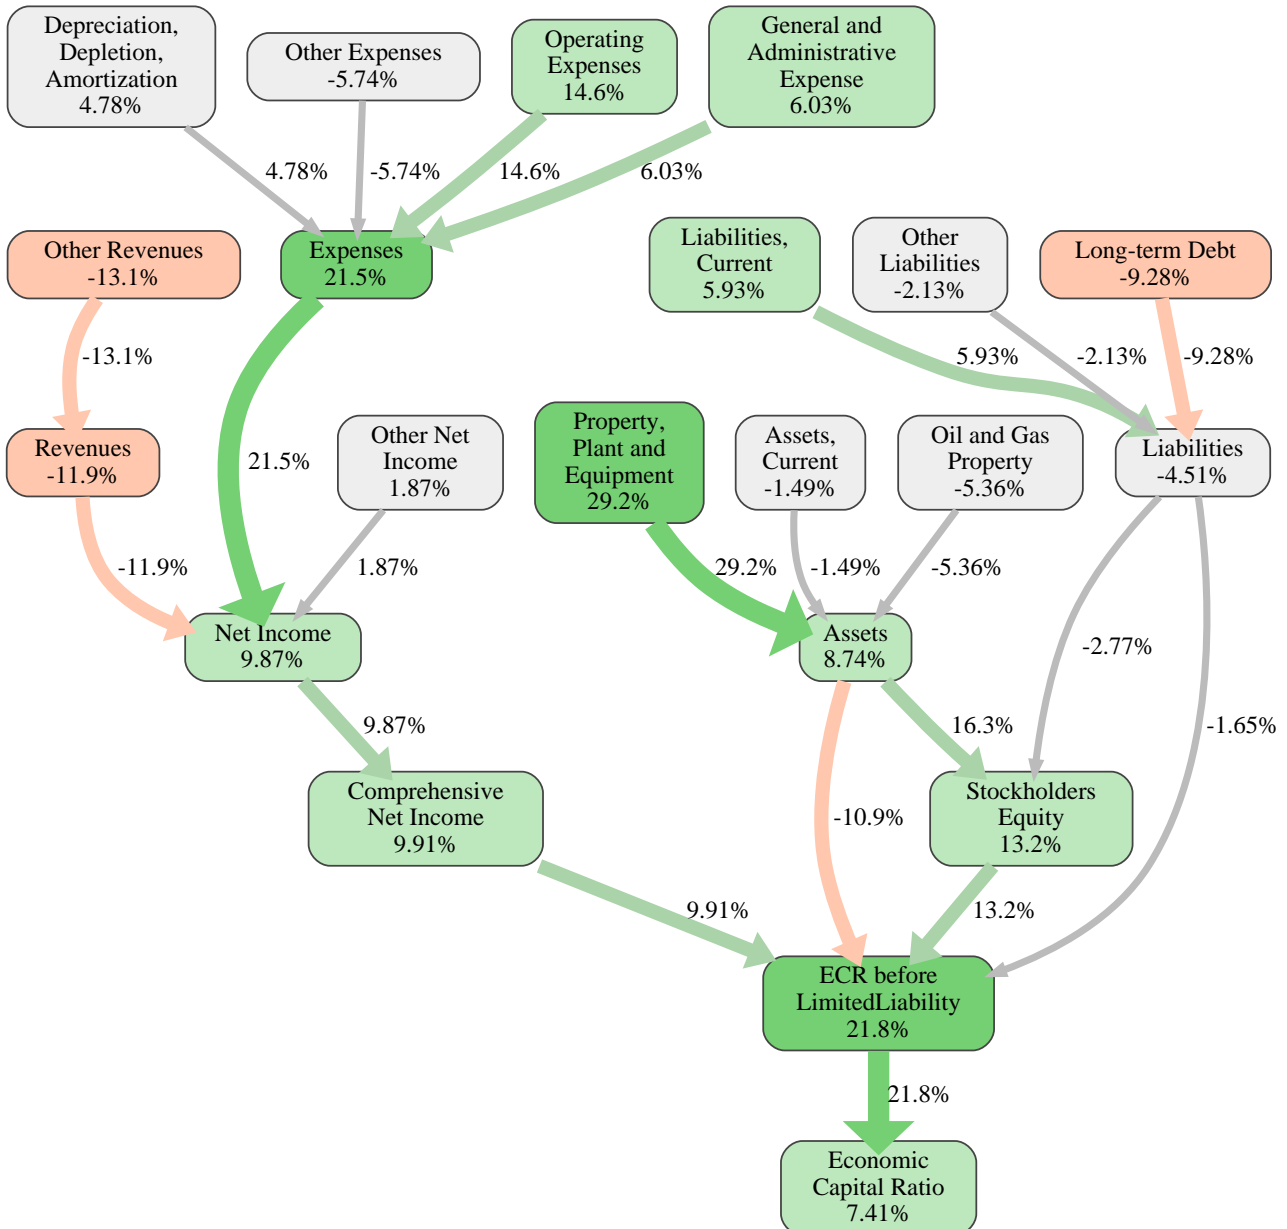 Depreciation,
Depletion,
Amortization
4.78%
Other Expenses
-5.74%
Operating
Expenses
14.6%
General and
Administrative
Expense
6.03%
4.78%
-5.74%
14.6%
6.03%
Other Revenues
-13.1%
Expenses
21.5%
Liabilities,
Current
5.93%
Other
Liabilities
-2.13%
Long-term Debt
-9.28%
-13.1%
5.93%
-2.13%
-9.28%
Revenues
-11.9%
21.5%
Other Net
Income
1.87%
Property,
Plant and
Equipment
29.2%
Assets,
Current
-1.49%
Oil and Gas
Property
-5.36%
Liabilities
-4.51%
-11.9%
1.87%
29.2%
-1.49%
-5.36%
Net Income
9.87%
Assets
8.74%
-2.77%
9.87%
16.3%
-1.65%
Comprehensive
Net Income
9.91%
-10.9%
Stockholders
Equity
13.2%
9.91%
13.2%
ECR before
LimitedLiability
21.8%
21.8%
Economic
Capital Ratio
7.41%